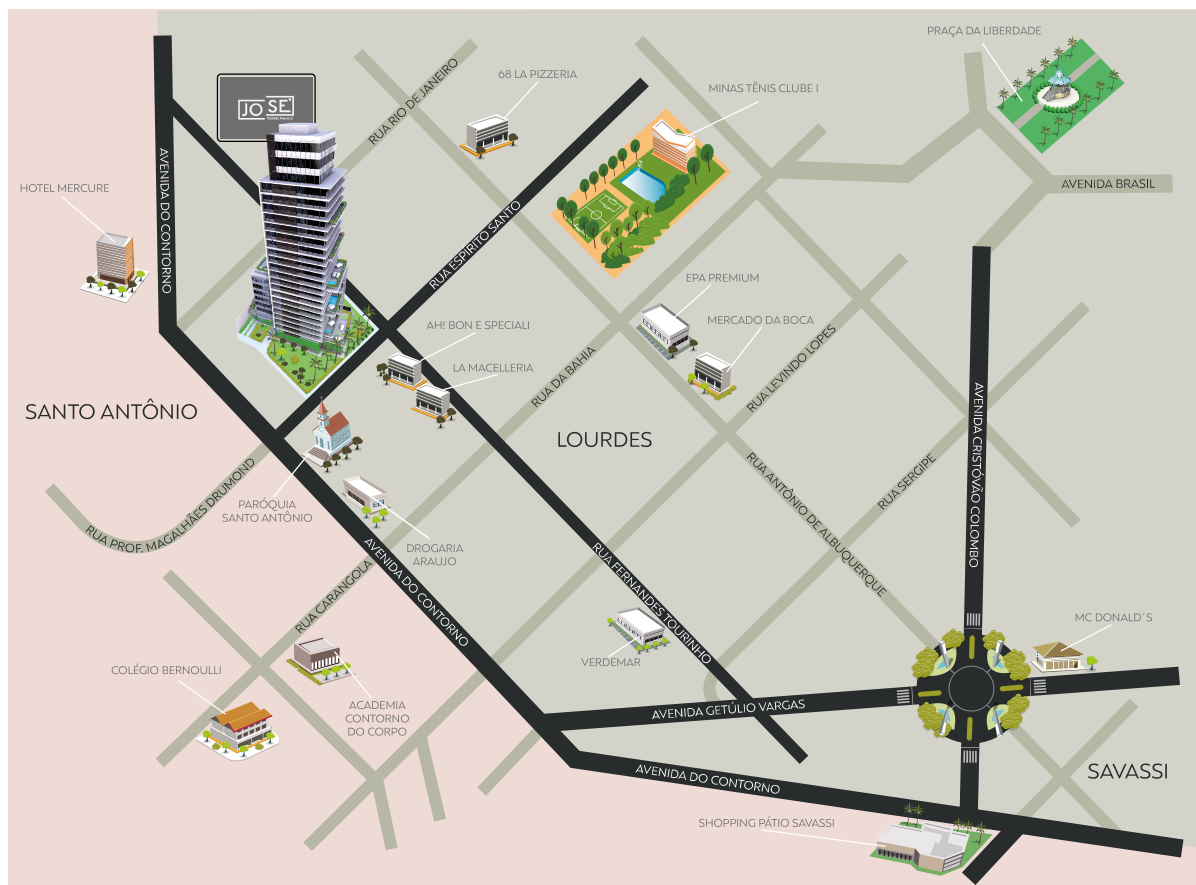 PRAÇA DA LIBERDADE
68 LA PIZZERIA
RUA RIO DE JANEIRO
MINAS TÊNIS CLUBE I
JOSÉ
AVENIDA DO CONTORNO
HOTEL MERCURE
AVENIDA BRASIL
RUA ESPIRITO SANTO
EPA PREMIUM
AH! BON E SPECIALI
MERCADO DA BOCA
LA MACELLERIA
RUA DA BAHIA
RUA LEVINDO LOPES
SANTO ANTÔNIO
LOURDES
AVENIDA CRISTÓVÃO COLOMBO
RUA PROF. MAGALHÃES DRUMOND
PARÓQUIA
SANTO ANTÔNIO
RUA SERGIPE
RUA ANTÔNIO DE ALBUQUERQUE
DROGARIA
ARAUJO
AVENIDA DO CONTORNO
RUA CARANGOLA
RUA FERNANDES TOURINHO
MC DONALD´S
VERDEMAR
COLÉGIO BERNOULLI
ACADEMIA
CONTORNO
DO CORPO
AVENIDA GETÚLIO VARGAS
AVENIDA DO CONTORNO
SAVASSI
SHOPPING PÁTIO SAVASSI